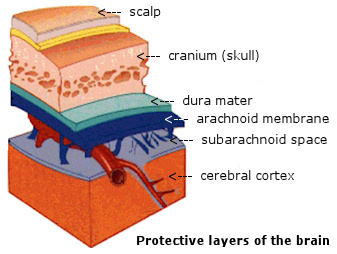 <--- scalp
<--- cranium (skull)
<--- dura mater
<--- arachnoid membrane
<--- subarachnoid space
<--- cerebral cortex
Protective layers of the brain